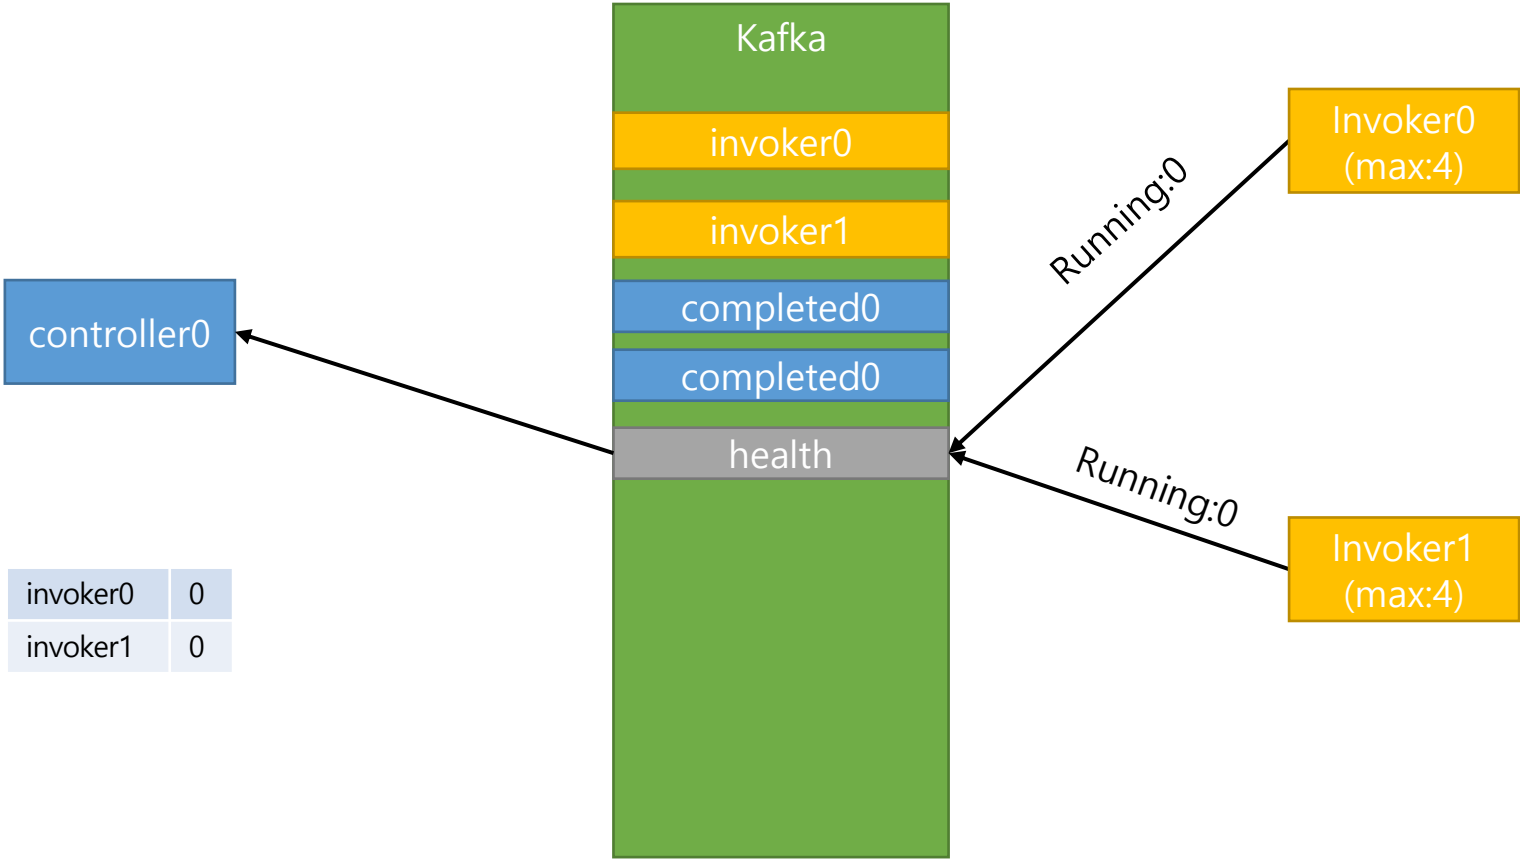 Kafka
invoker0
invoker1
completed0
completed0
health
controller0
invoker0 0
invoker1 0
Running:0
Running:0
Invoker0
(max:4)
Invoker1
(max:4)